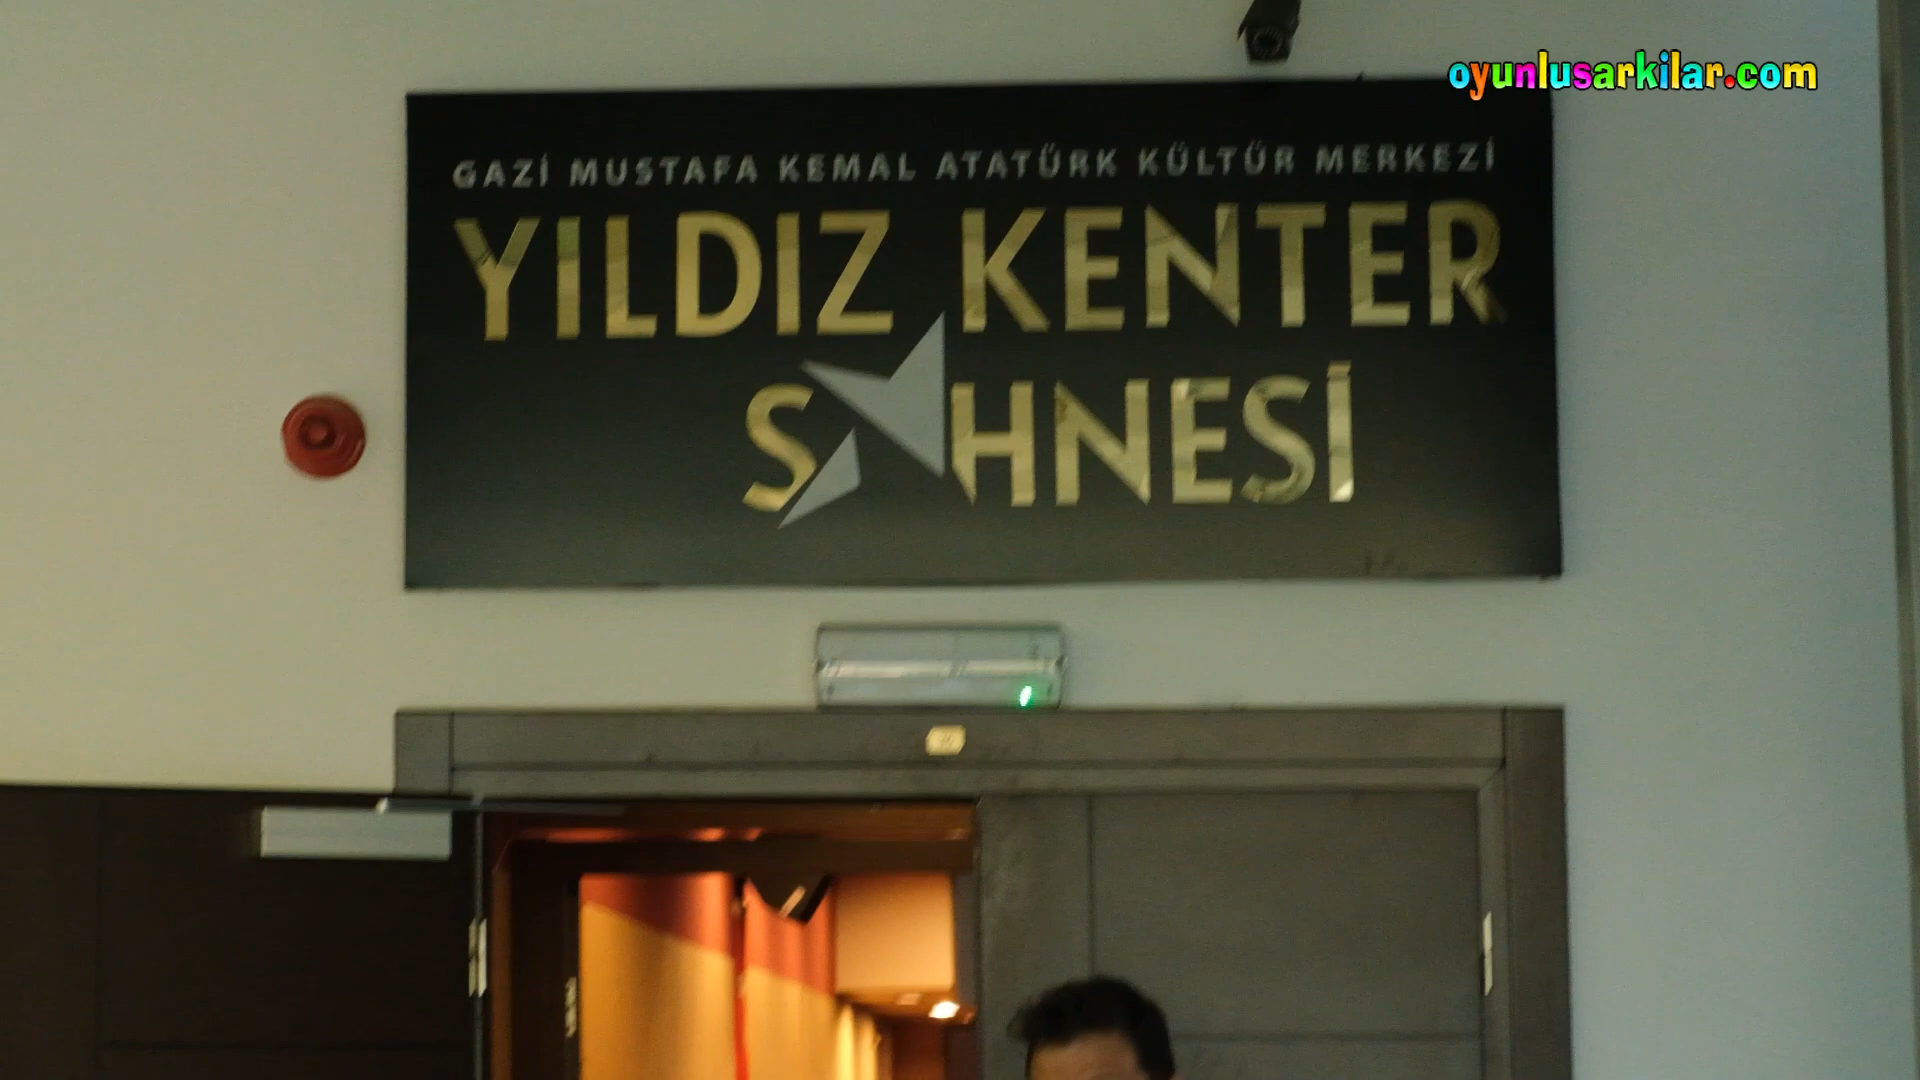 oyunlusarkilar.com
GAZİ MUSTAFA KEMAL ATATÜRK KÜLTÜR MERKEZİ
YILDIZ KENTER
SAHNESİ